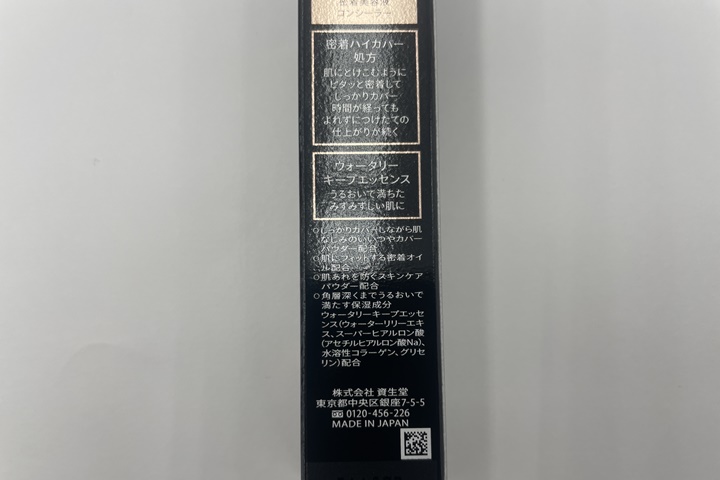 密着美容液
コンシーラー
密着ハイカバー
処方
肌にとけこむように
ピタッと密着して
しっかりカバー
時間が経っても
よれずにつけたての
仕上がりが続く
ウォータリー
キープエッセンス
うるおいで満ちた
みずみずしい肌に
○しっかりカバーしながら肌
なじみのいいつやカバー
パウダー配合
○肌にフィットする密着オイ
ル配合
○肌あれを防ぐスキンケア
パウダー配合
○角層深くまでうるおいで
満たす保湿成分
ウォータリーキープエッセ
ンス(ウォーターリリーエキ
ス、スーパーヒアルロン酸
(アセチルヒアルロン酸Na)、
水溶性コラーゲン、グリセ
リン)配合
株式会社 資生堂
東京都中央区銀座7-5-5
0120-456-226
MADE IN JAPAN